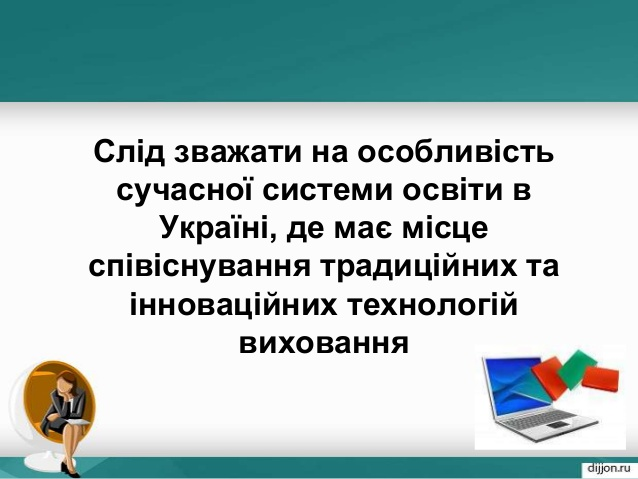 Слід зважати на особливість
сучасної системи освіти в
Україні, де має місце
співіснування традиційних та
інноваційних технологій
виховання
dijjon.ru